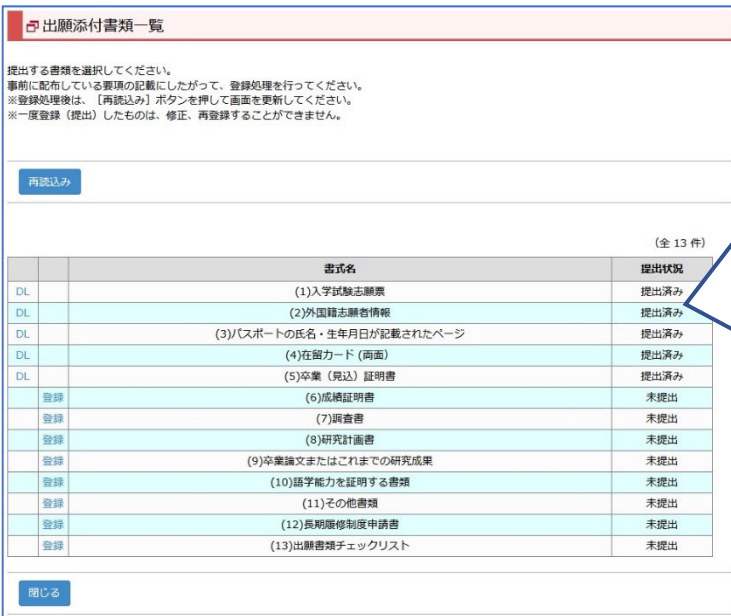 出願添付書類一覧
提出する書類を選択してください。
事前に配布している要項の記載にしたがって、登録処理を行ってください。
※登録処理後は、［再読込み］ボタンを押して画面を更新してください。
※一度登録（提出）したものは、修正、再登録することができません。
再読込み
（全 13 件）
書式名 提出状況
DL (1)入学試験志願票 提出済み
DL (2)外国籍志願者情報 提出済み
DL (3)パスポートの氏名・生年月日が記載されたページ 提出済み
DL (4)在留カード (両面) 提出済み
DL (5)卒業（見込）証明書 提出済み
登録 (6)成績証明書 未提出
登録 (7)調査書 未提出
登録 (8)研究計画書 未提出
登録 (9)卒業論文またはこれまでの研究成果 未提出
登録 (10)語学能力を証明する書類 未提出
登録 (11)その他書類 未提出
登録 (12)長期履修制度申請書 未提出
登録 (13)出願書類チェックリスト 未提出
閉じる